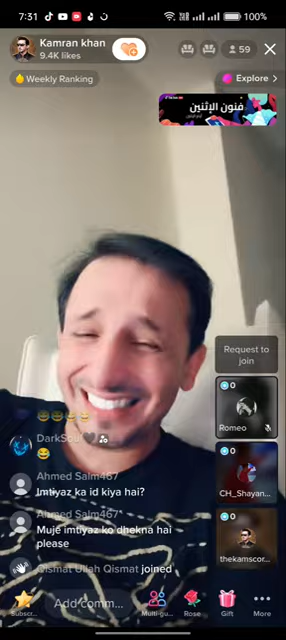 7:31
100%
Kamran khan
9.4K likes
59
Weekly Ranking
Explore >
فنون الإثنين
Request to
join
0
Romeo
0
CH_Shayan...
0
thekamscor...
😂😂😂😂
DarkSoul
😂
Ahmed Salm467
Imtiyaz ka id kiya hai?
Ahmed Salm467
Muje imtiyaz ko dhekna hai
please
Qismat Ullah Qismat joined
Subscr...
Add comm...
Multi-gu...
Rose
Gift
More